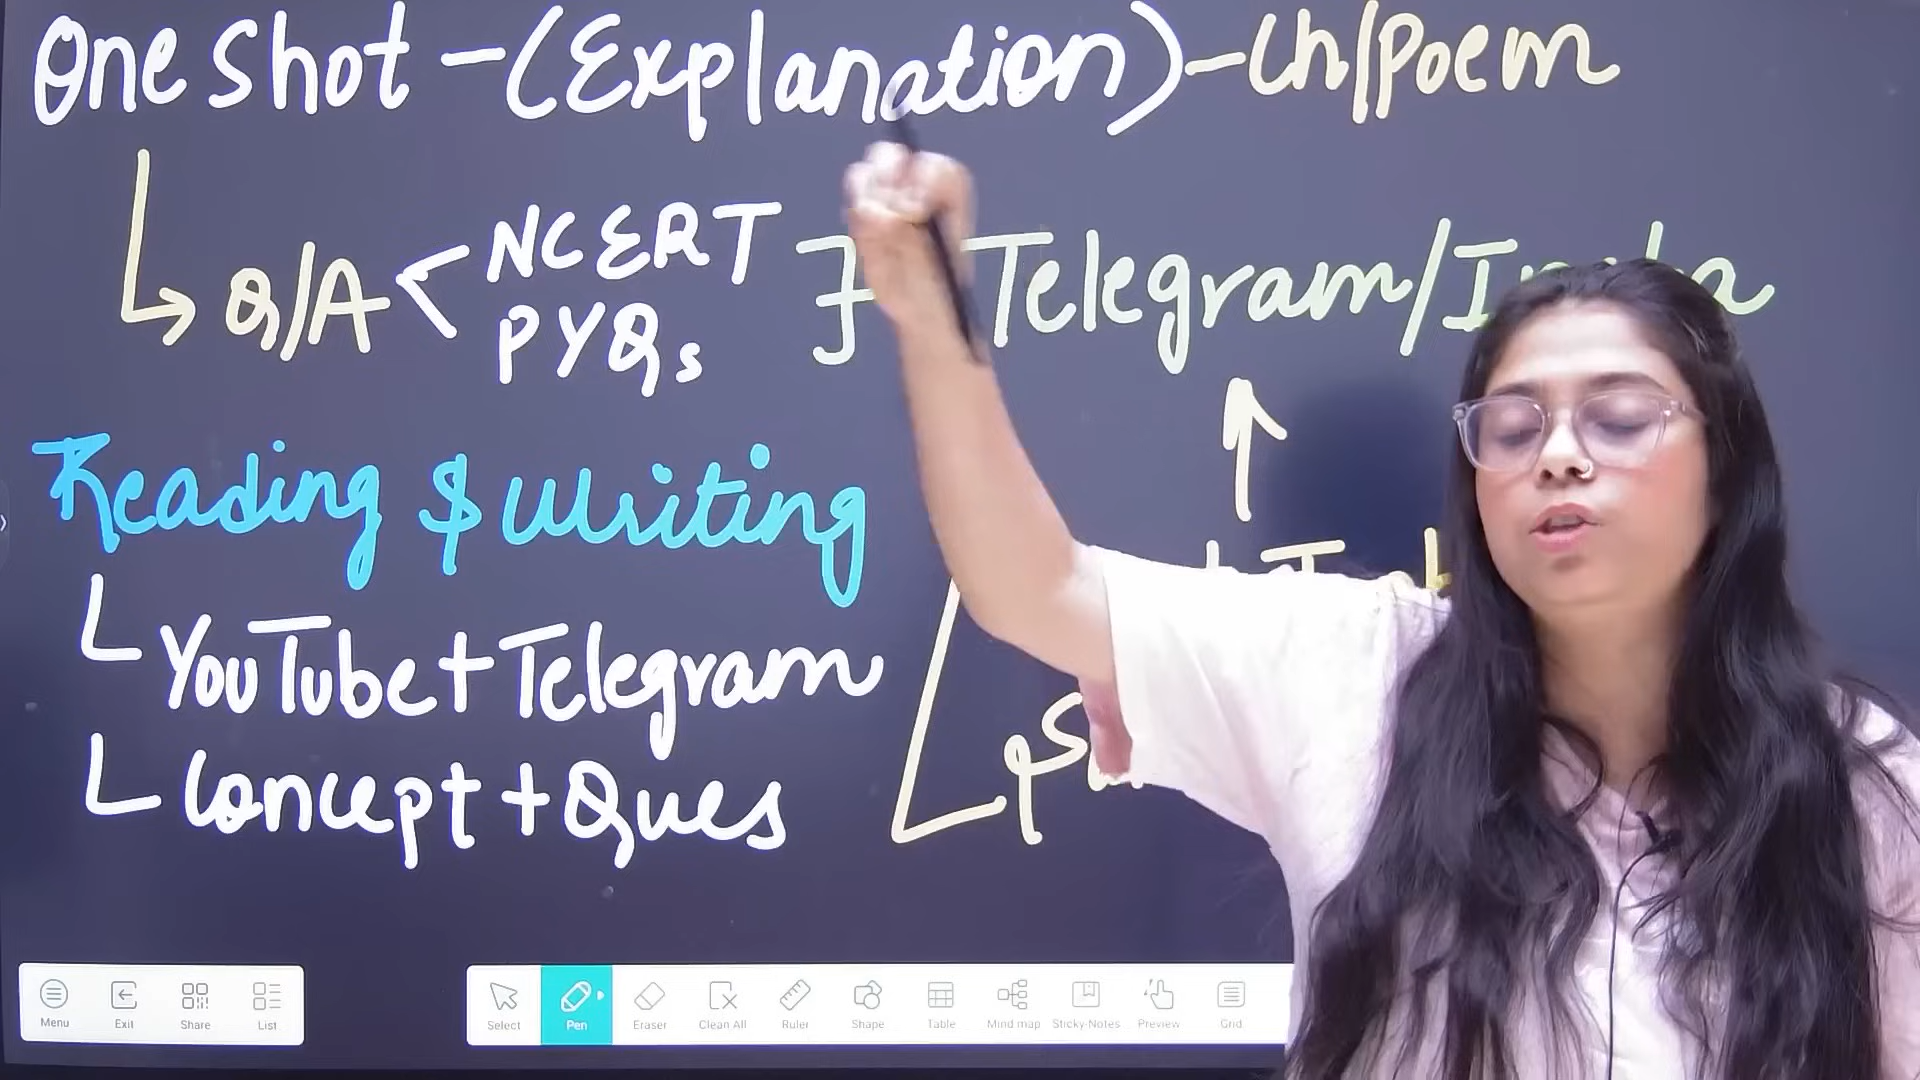 One Shot - (Explanation) - Ch/Poem
Q/A
NCERT
PYQs
Telegram/Insta
Reading & Writing
YouTube + Telegram
Concept + Ques
Menu
Exit
Share
List
Select
Pen
Eraser
Clean All
Ruler
Shape
Table
Mind map
Sticky-Notes
Preview
Grid